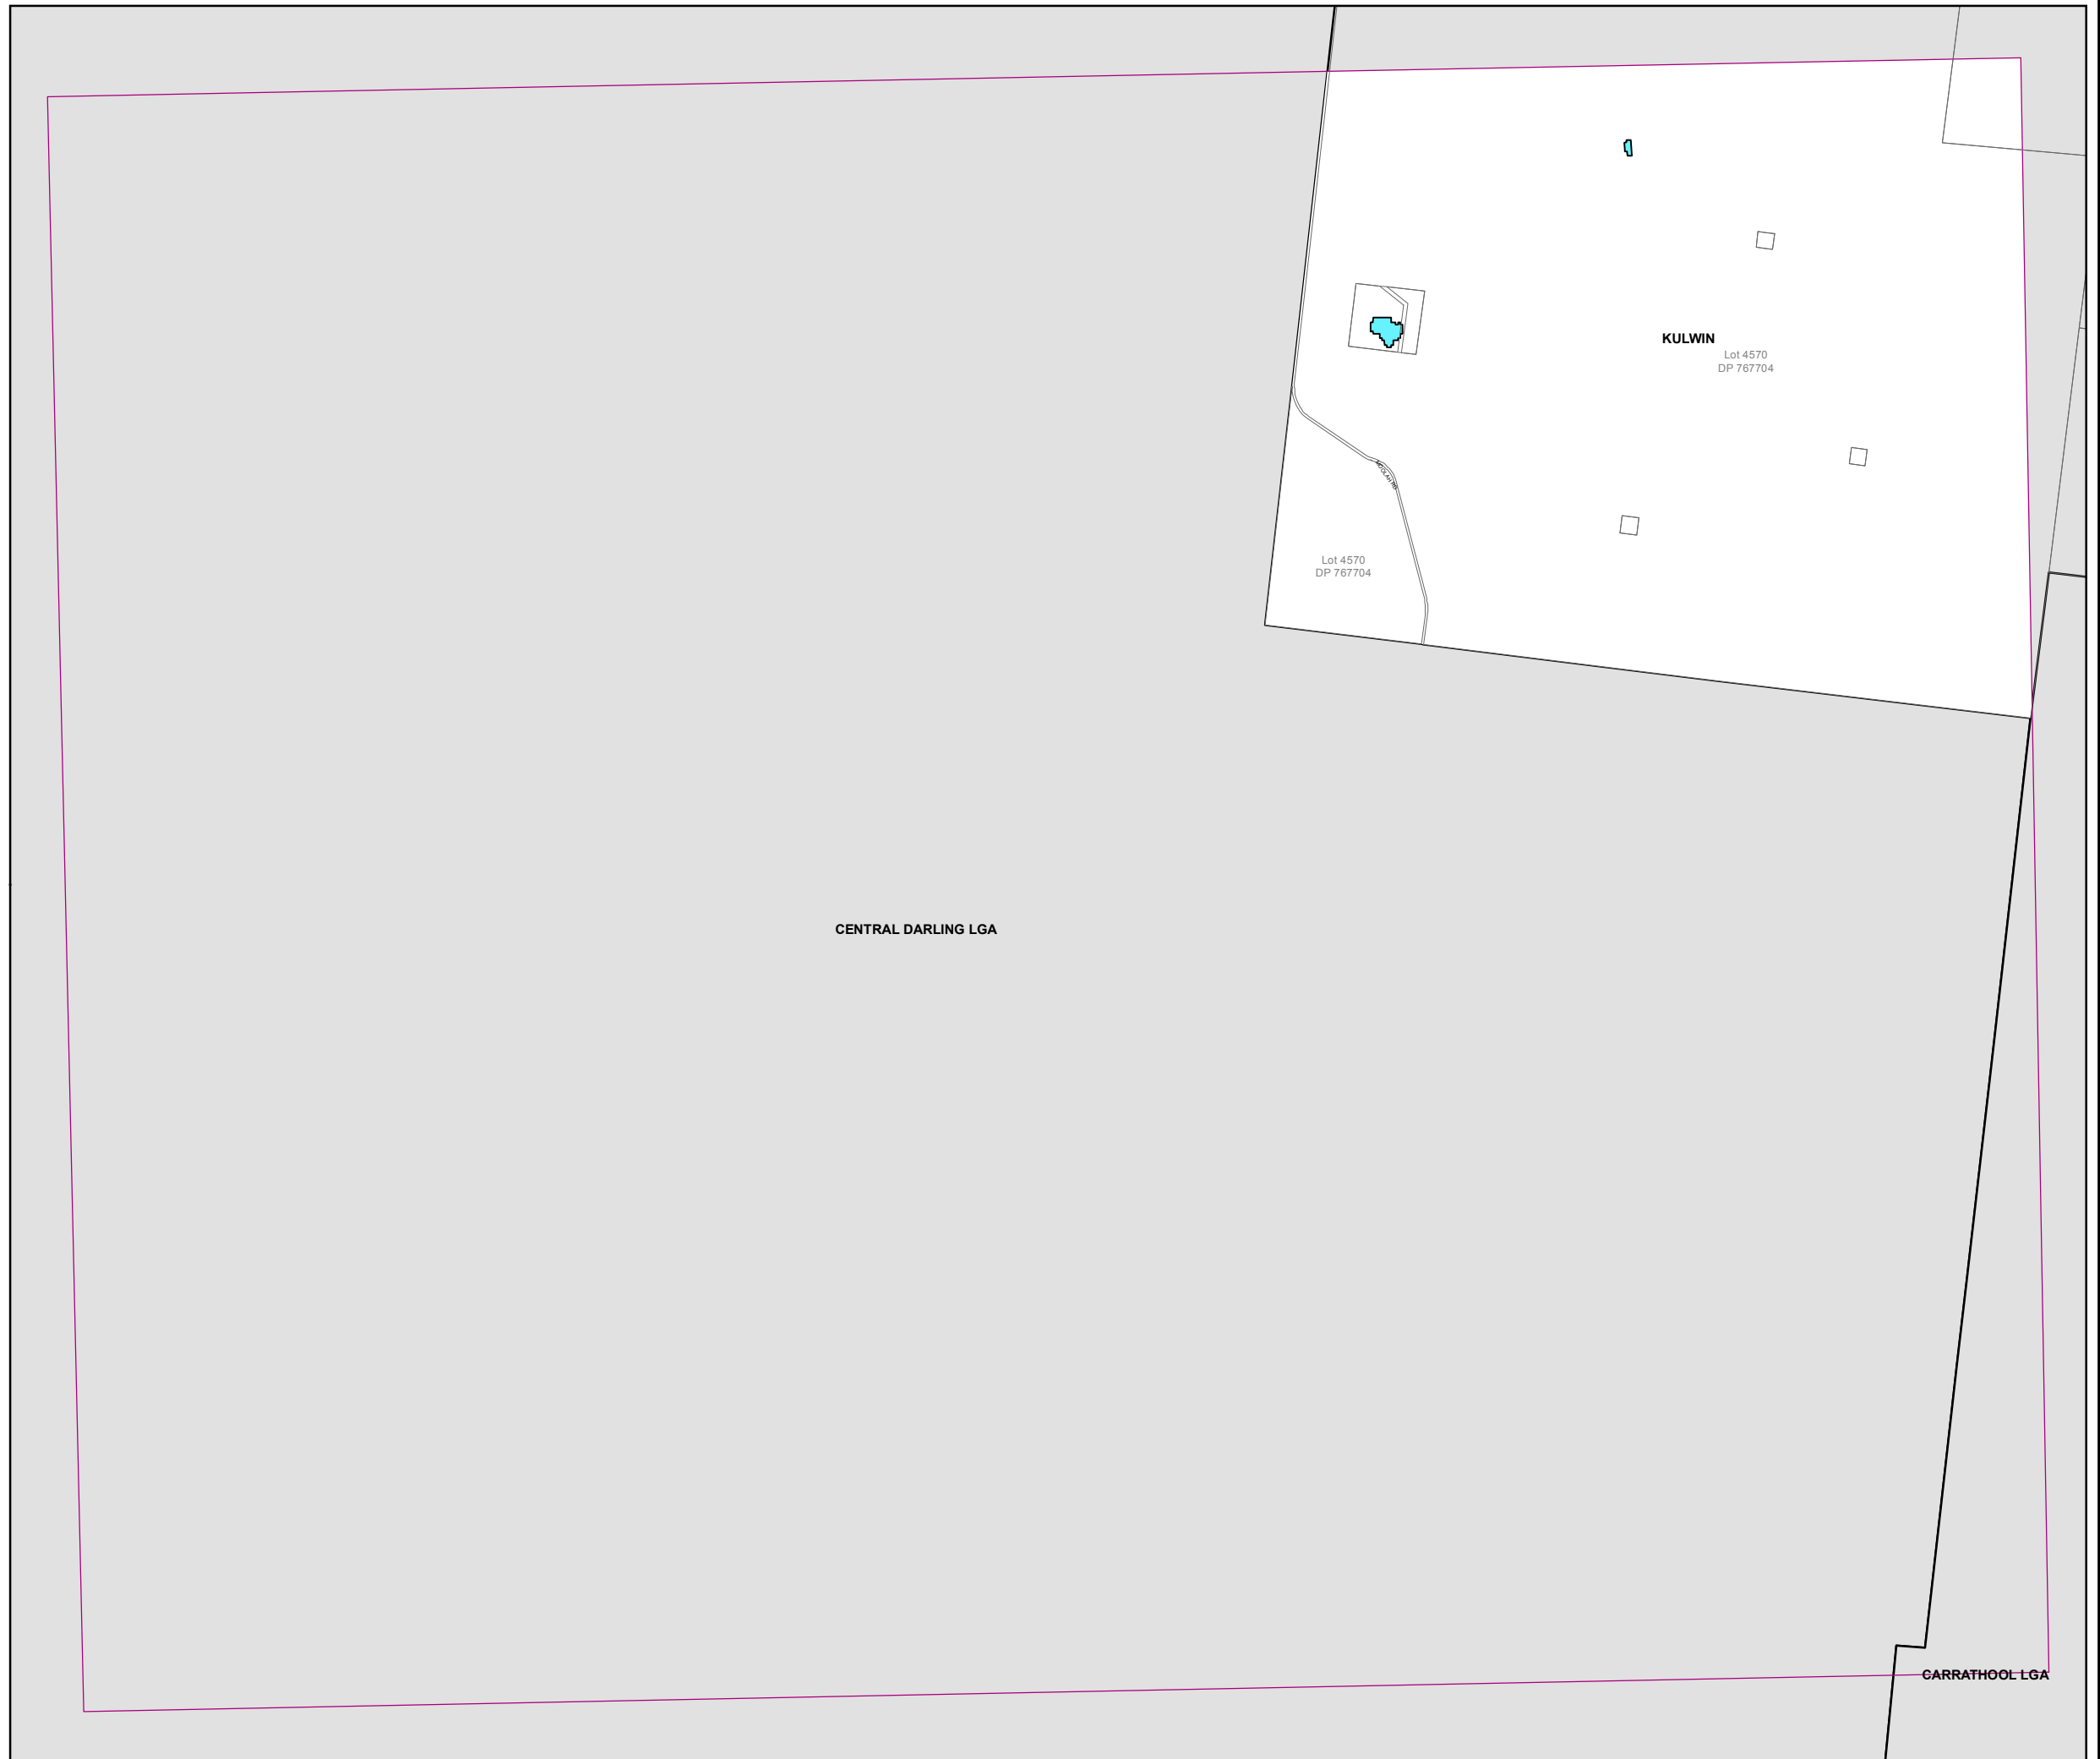 KULWIN
Lot 4570
DP 767704
Lot 4570
DP 767704
CENTRAL DARLING LGA
CARRATHOOL LGA